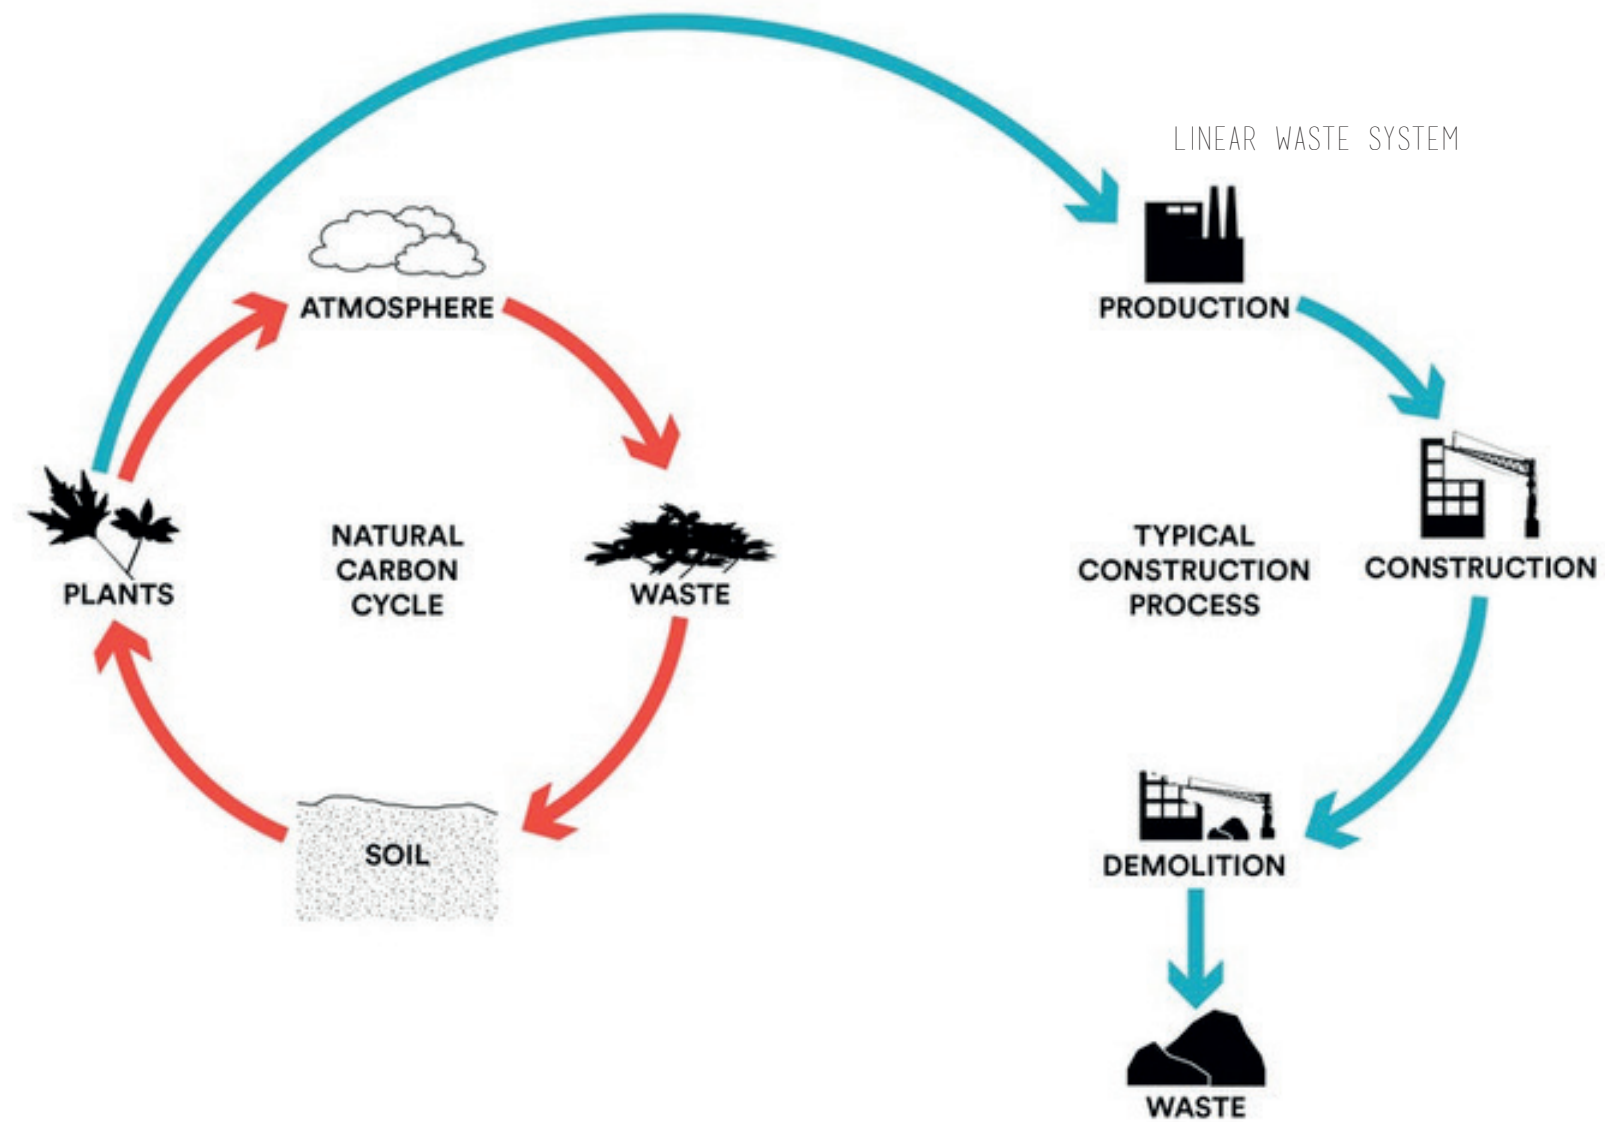 LINEAR WASTE SYSTEM
ATMOSPHERE
PRODUCTION
NATURAL
CARBON
CYCLE
TYPICAL
CONSTRUCTION
PROCESS
CONSTRUCTION
PLANTS
WASTE
SOIL
DEMOLITION
WASTE